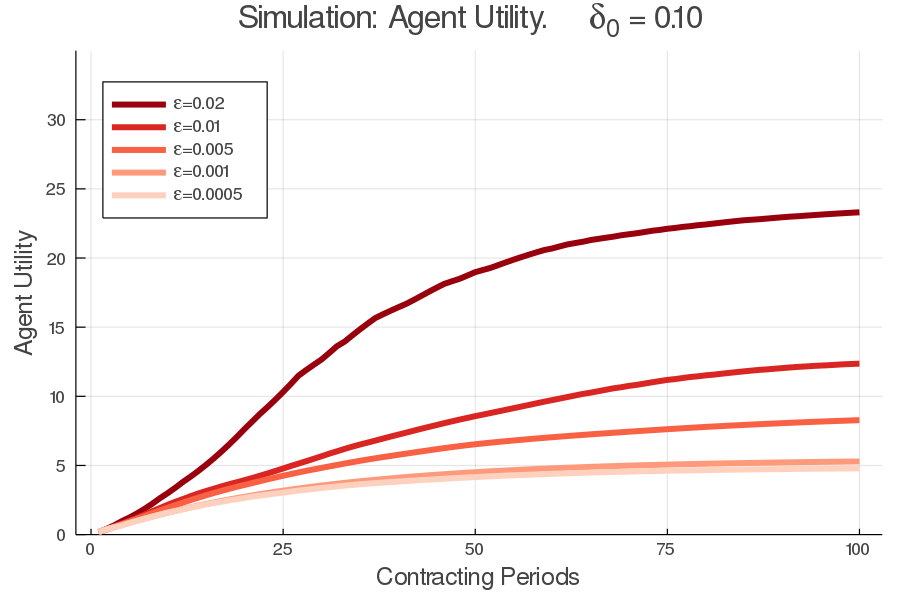 Simulation: Agent Utility. δ₀ = 0.10
ε=0.02
ε=0.01
ε=0.005
ε=0.001
ε=0.0005
30
25
20
15
10
5
0
Agent Utility
0 25 50 75 100
Contracting Periods